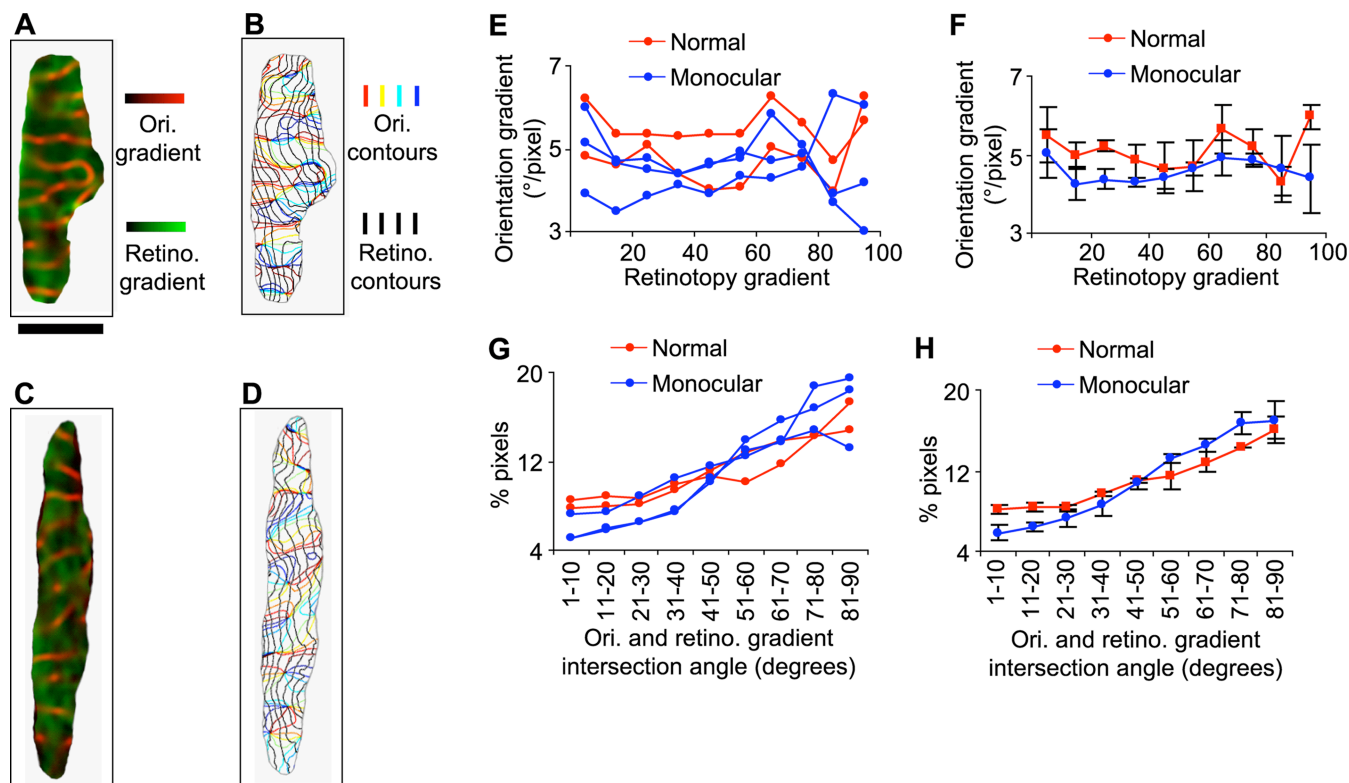 A
Ori.
gradient
Retino.
gradient
B
Ori.
contours
Retino.
contours
C
D
E
Normal
Monocular
Orientation gradient
(°/pixel)
7
5
3
20 40 60 80 100
Retinotopy gradient
F
Normal
Monocular
Orientation gradient
(°/pixel)
7
5
3
20 40 60 80 100
Retinotopy gradient
G
Normal
Monocular
% pixels
20
12
4
1-10 11-20 21-30 31-40 41-50 51-60 61-70 71-80 81-90
Ori. and retino. gradient
intersection angle (degrees)
H
Normal
Monocular
% pixels
20
12
4
1-10 11-20 21-30 31-40 41-50 51-60 61-70 71-80 81-90
Ori. and retino. gradient
intersection angle (degrees)